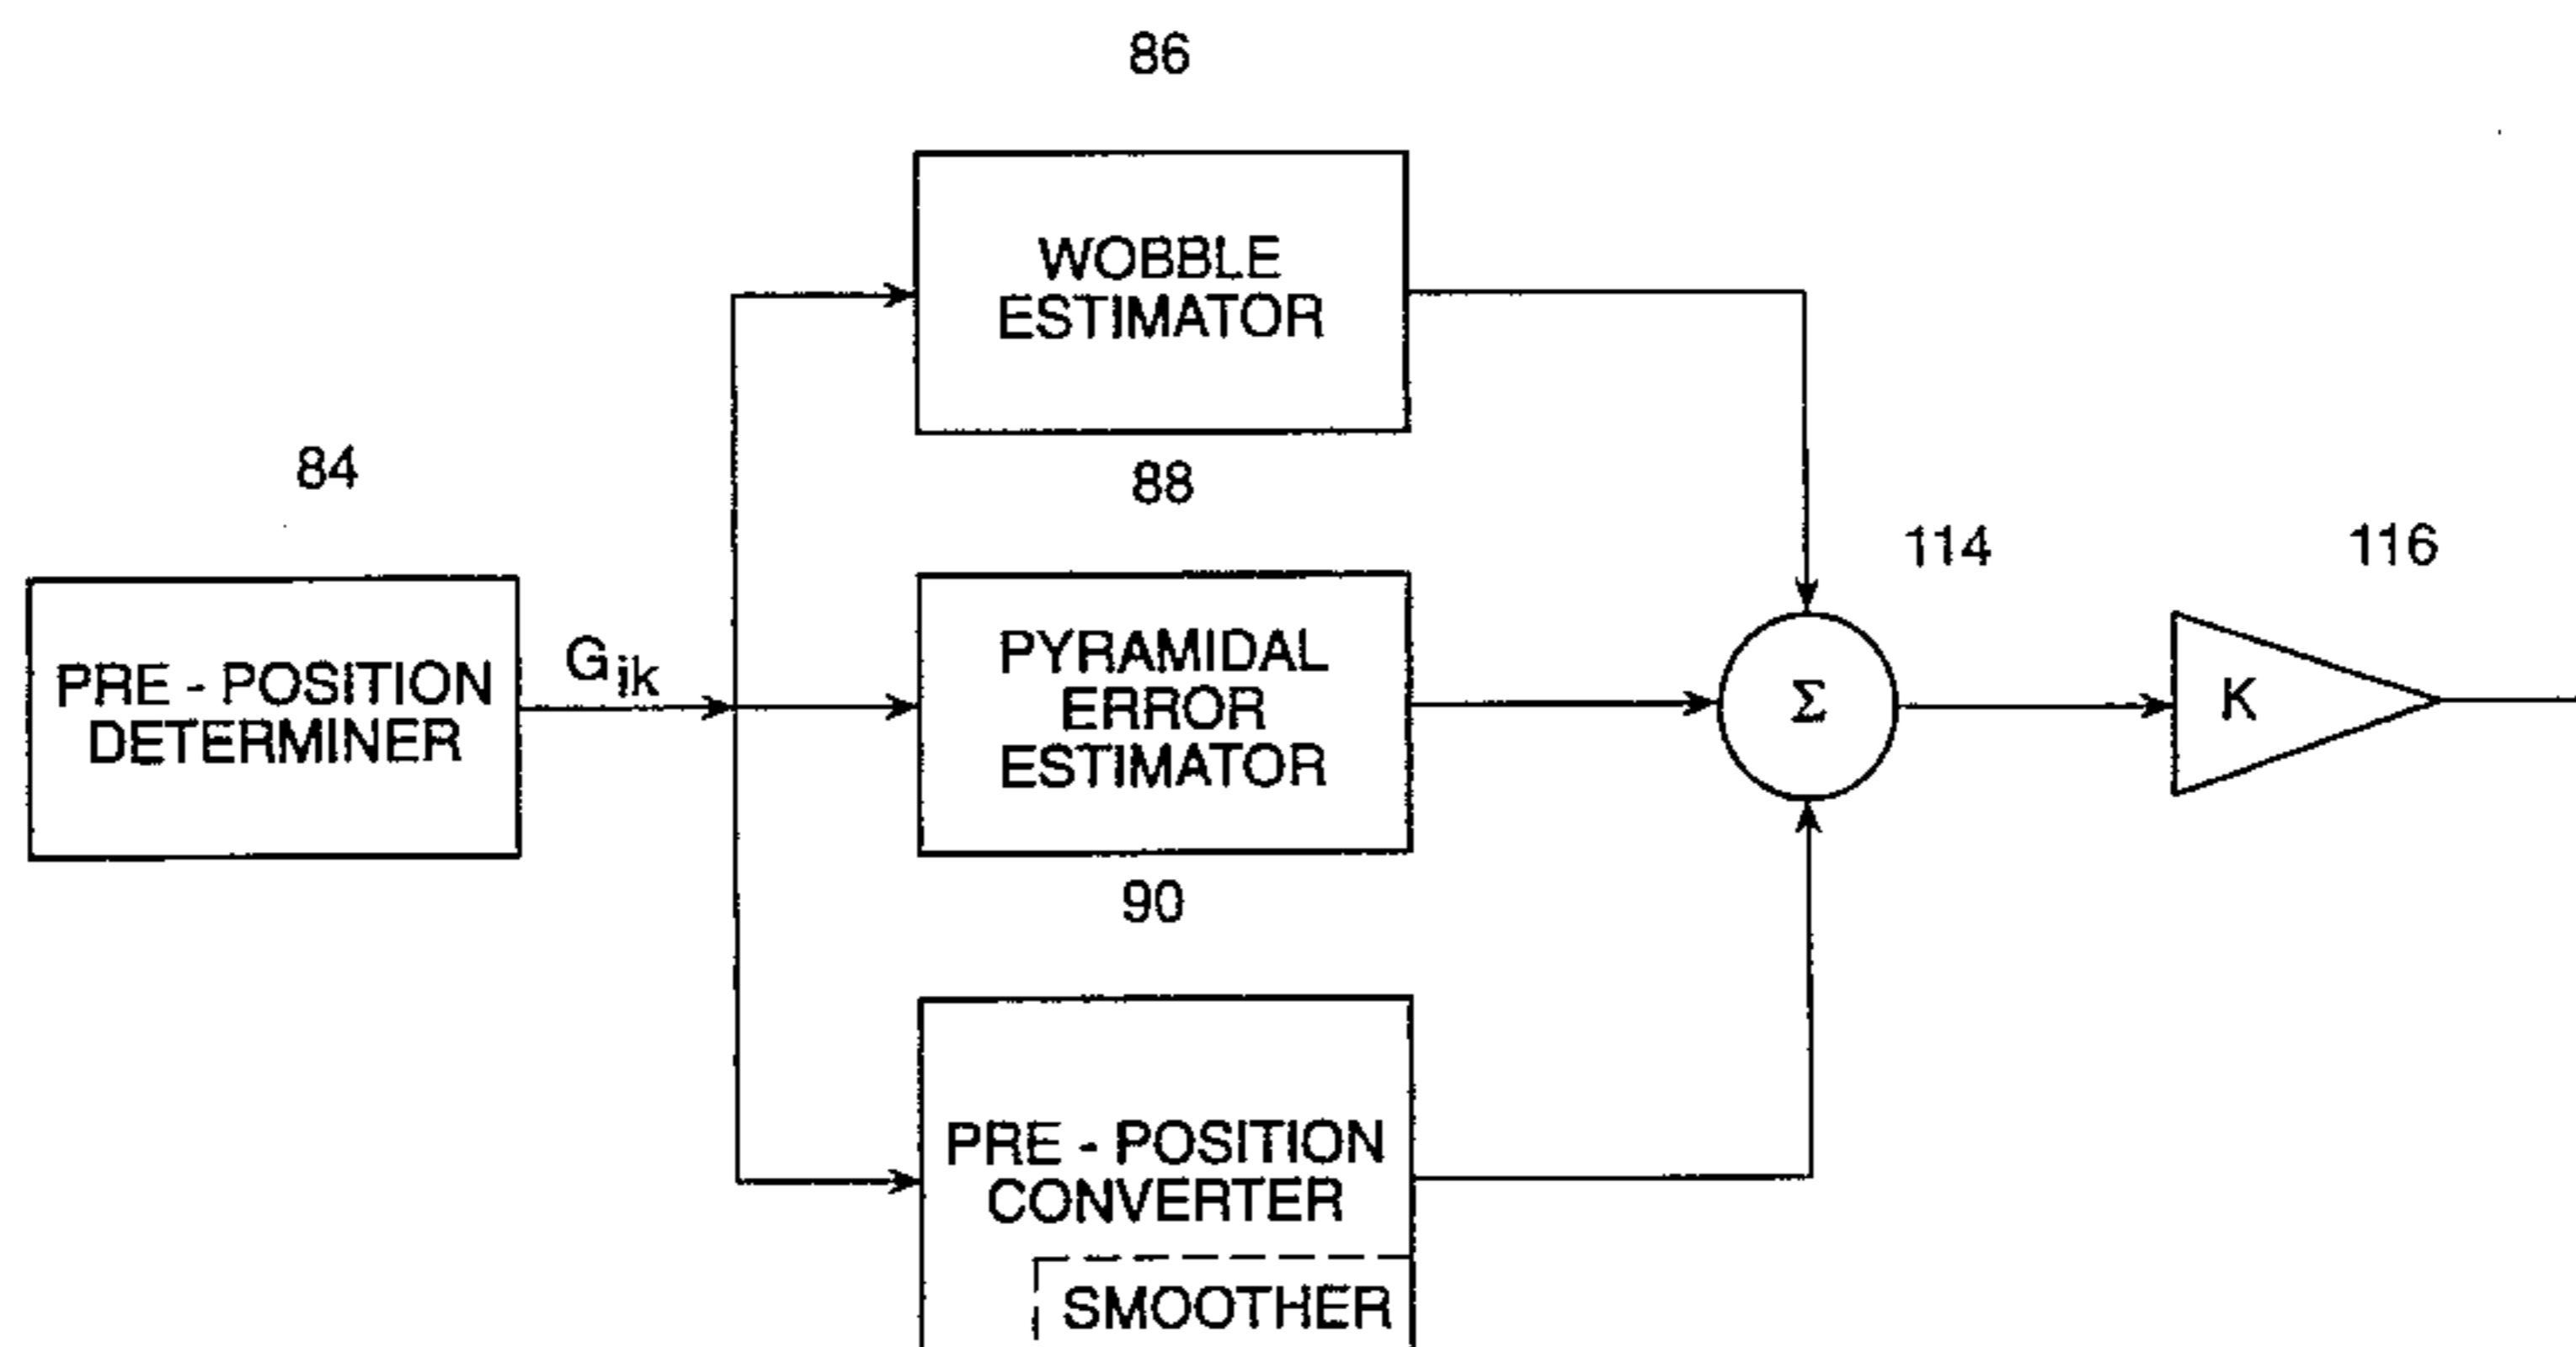 86
WOBBLE
ESTIMATOR
84
PRE - POSITION
DETERMINER
Gik
88
PYRAMIDAL
ERROR
ESTIMATOR
114
Σ
116
K
90
PRE - POSITION
CONVERTER
SMOOTHER